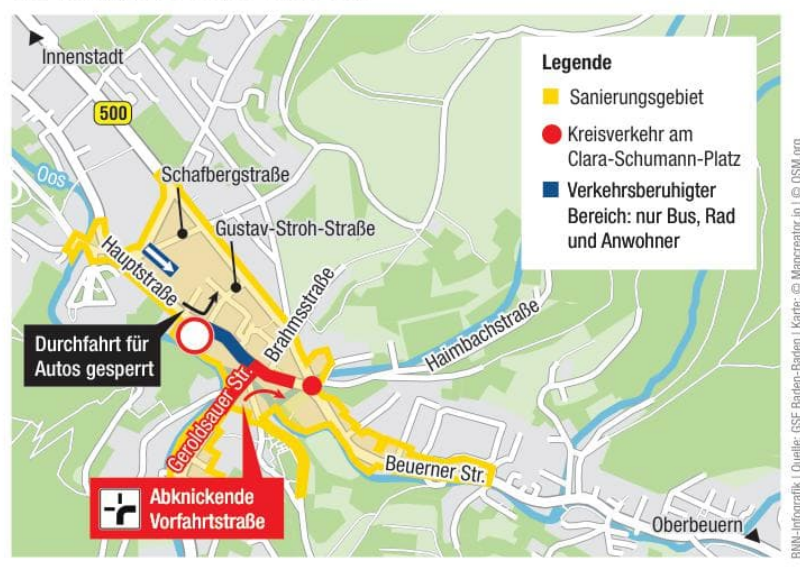 Innenstadt
500
Oos
Schafbergstraße
Gustav-Stroh-Straße
Hauptstraße
Brahmsstraße
Haimbachstraße
Durchfahrt für
Autos gesperrt
Geroldsauer Str.
Beuerner Str.
Abknickende
Vorfahrtstraße
Oberbeuern
Legende
Sanierungsgebiet
Kreisverkehr am
Clara-Schumann-Platz
Verkehrsberuhigter
Bereich: nur Bus, Rad
und Anwohner
BNN-Infografik | Quelle: GSE Baden-Baden | Karte: © Mapcreator.io | © OSM.org